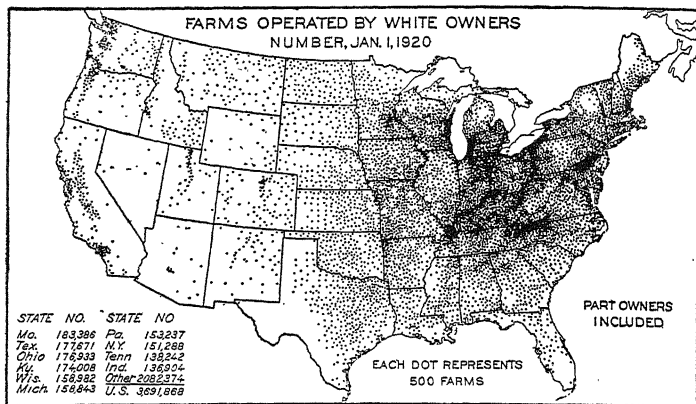 FARMS OPERATED BY WHITE OWNERS
NUMBER, JAN. 1, 1920
STATE NO. STATE NO
Mo. 183,386 Pa. 153,237
Tex. 177,671 N.Y. 151,288
Ohio 176,933 Tenn 138,242
Ky. 174,008 Ind. 136,904
Wis. 158,982 Other 2082,374
Mich. 158,843 U.S. 3,691,868
EACH DOT REPRESENTS
500 FARMS
PART OWNERS
INCLUDED